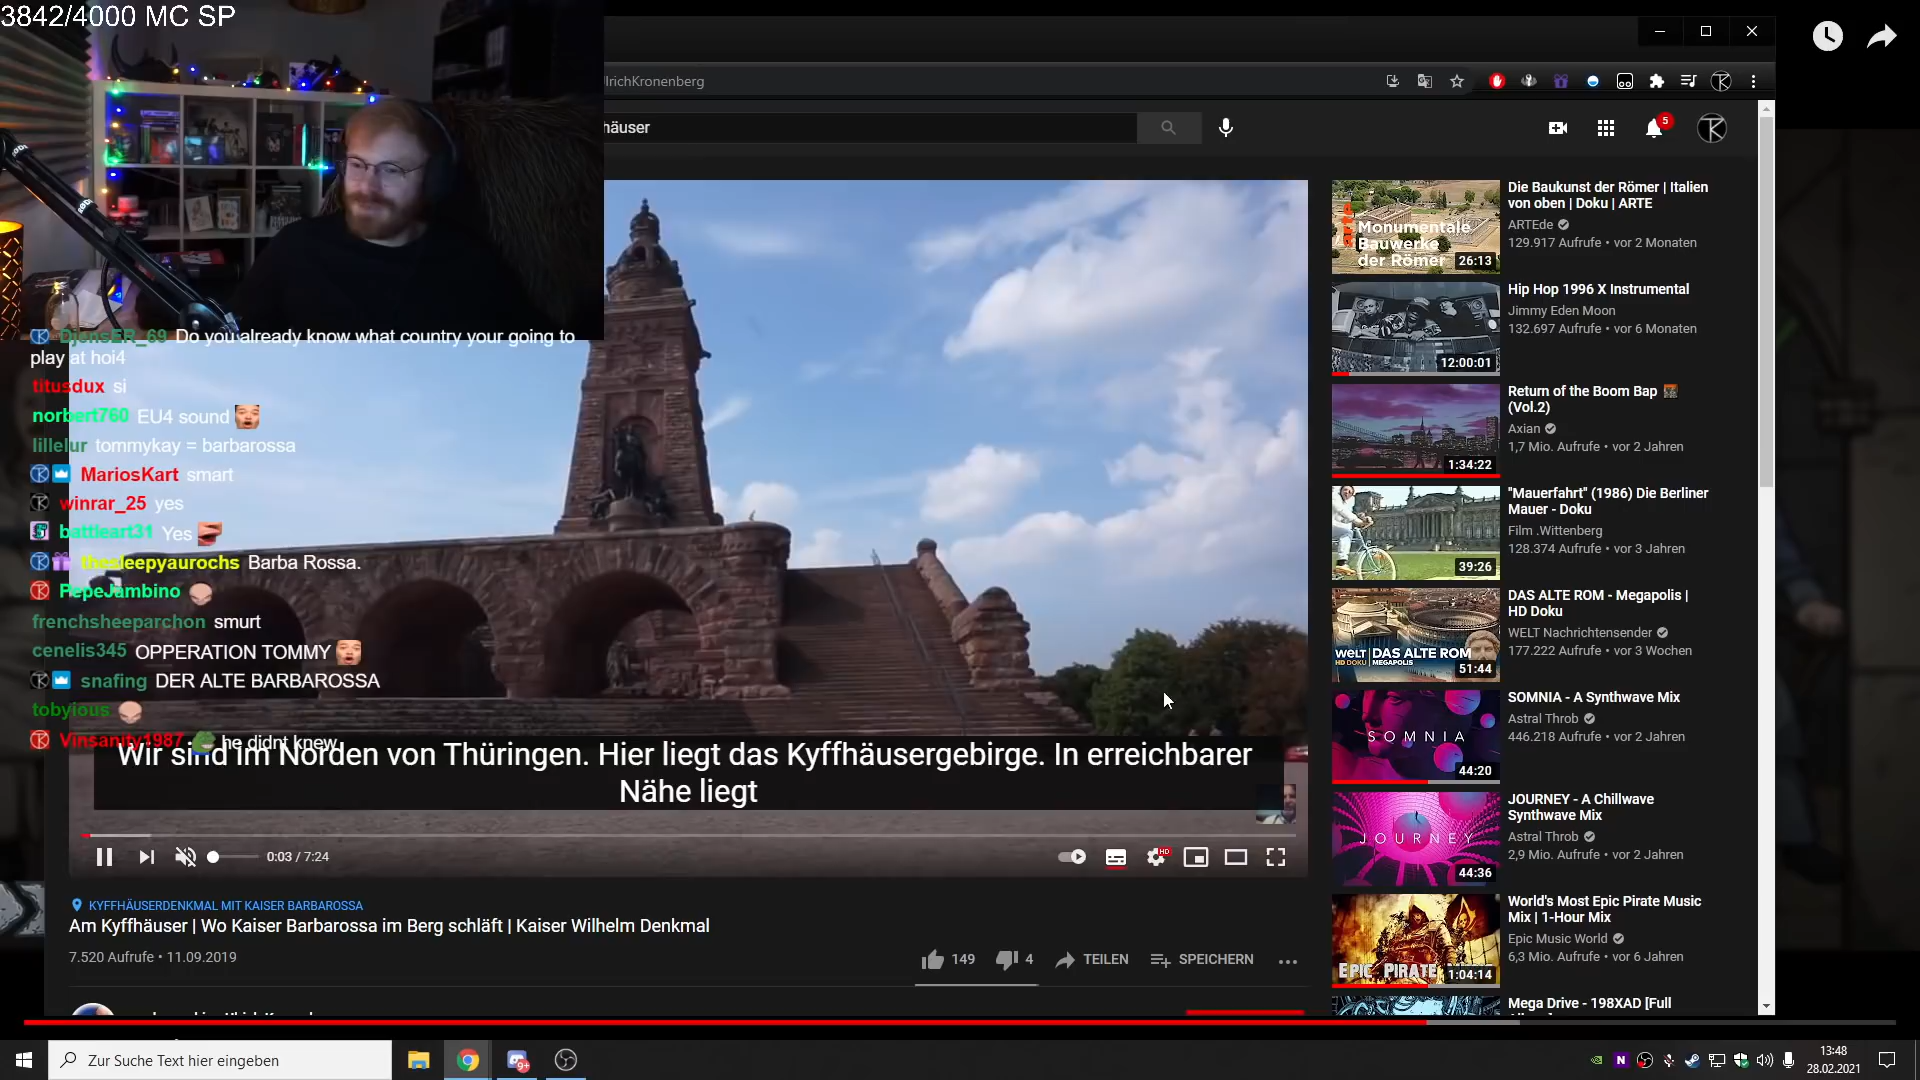 3842/4000 MC SP
lrichKronenberg
häuser
5
DjonsER_69 Do you already know what country your going to
play at hoi4
titusdux si
norbert760 EU4 sound
lillelur tommykay = barbarossa
MariosKart smart
winrar_25 yes
battleart31 Yes
thesleepyaurochs Barba Rossa.
PepeJambino
frenchsheeparchon smurt
cenelis345 OPPERATION TOMMY
snafing DER ALTE BARBAROSSA
tobyious
Vinsanity1987 he didnt knew
Wir sind im Norden von Thüringen. Hier liegt das Kyffhäusergebirge. In erreichbarer
Nähe liegt
0:03 / 7:24
HD
KYFFHÄUSERDENKMAL MIT KAISER BARBAROSSA
Am Kyffhäuser | Wo Kaiser Barbarossa im Berg schläft | Kaiser Wilhelm Denkmal
7.520 Aufrufe • 11.09.2019
149
4
TEILEN
SPEICHERN
arte
Monumentale
Bauwerke
der Römer
26:13
Die Baukunst der Römer | Italien
von oben | Doku | ARTE
ARTEde
129.917 Aufrufe • vor 2 Monaten
12:00:01
Hip Hop 1996 X Instrumental
Jimmy Eden Moon
132.697 Aufrufe • vor 6 Monaten
1:34:22
Return of the Boom Bap
(Vol.2)
Axian
1,7 Mio. Aufrufe • vor 2 Jahren
39:26
"Mauerfahrt" (1986) Die Berliner
Mauer - Doku
Film .Wittenberg
128.374 Aufrufe • vor 3 Jahren
welt HD DOKU
DAS ALTE ROM
MEGAPOLIS
51:44
DAS ALTE ROM - Megapolis |
HD Doku
WELT Nachrichtensender
177.222 Aufrufe • vor 3 Wochen
SOMNIA
44:20
SOMNIA - A Synthwave Mix
Astral Throb
446.218 Aufrufe • vor 2 Jahren
JOURNEY
44:36
JOURNEY - A Chillwave
Synthwave Mix
Astral Throb
2,9 Mio. Aufrufe • vor 2 Jahren
EPIC PIRATE
1:04:14
World's Most Epic Pirate Music
Mix | 1-Hour Mix
Epic Music World
6,3 Mio. Aufrufe • vor 6 Jahren
Mega Drive - 198XAD [Full
Zur Suche Text hier eingeben
9+
N
13:48
28.02.2021